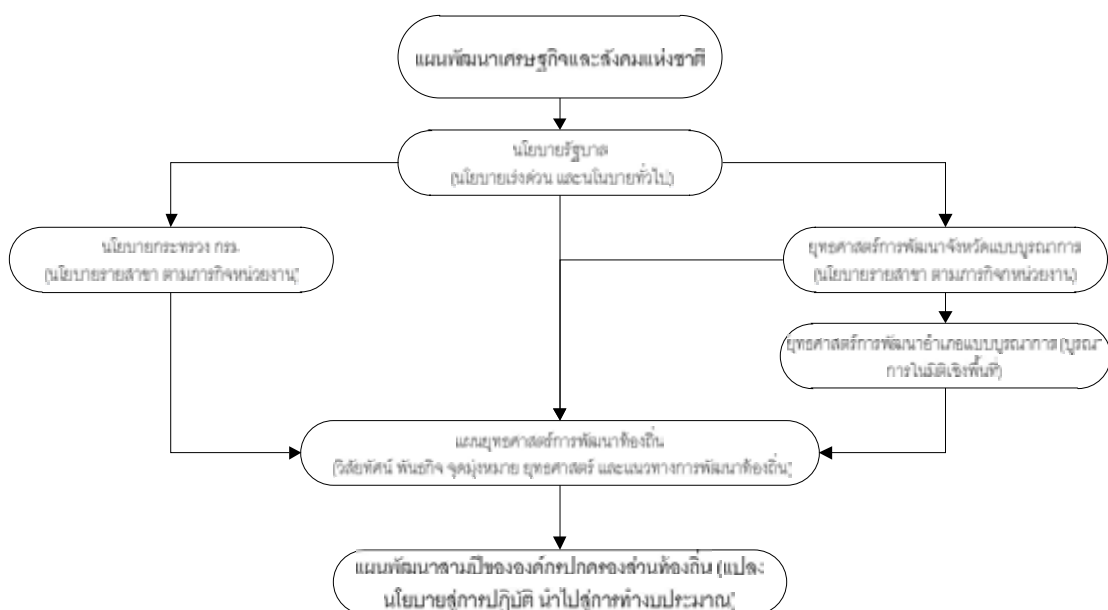 แผนพัฒนาเศรษฐกิจและสังคมแห่งชาติ
นโยบายรัฐบาล
(นโยบายเร่งด่วน และนโนบายทั่วไป)
นโยบายกระทรวง กรม
(นโยบายรายสาขา ตามภารกิจหน่วยงาน)
ยุทธศาสตร์การพัฒนาจังหวัดแบบบูรณาการ
(นโยบายรายสาขา ตามภารกิจกหน่วยงาน)
ยุทธศาสตร์การพัฒนาอำเภอแบบบูรณาการ (บูรณา
การในมิติเชิงพื้นที่)
แผนยุทธศาสตร์การพัฒนาท้องถิ่น
(วิสัยทัศน์ พันธกิจ จุดมุ่งหมาย ยุทธศาสตร์ และแนวทางการพัฒนาท้องถิ่น)
แผนพัฒนาสามปีขององค์กรปกครองส่วนท้องถิ่น (แปลง
นโยบายสู่การปฏิบัติ นำไปสู่การทำงบประมาณ)